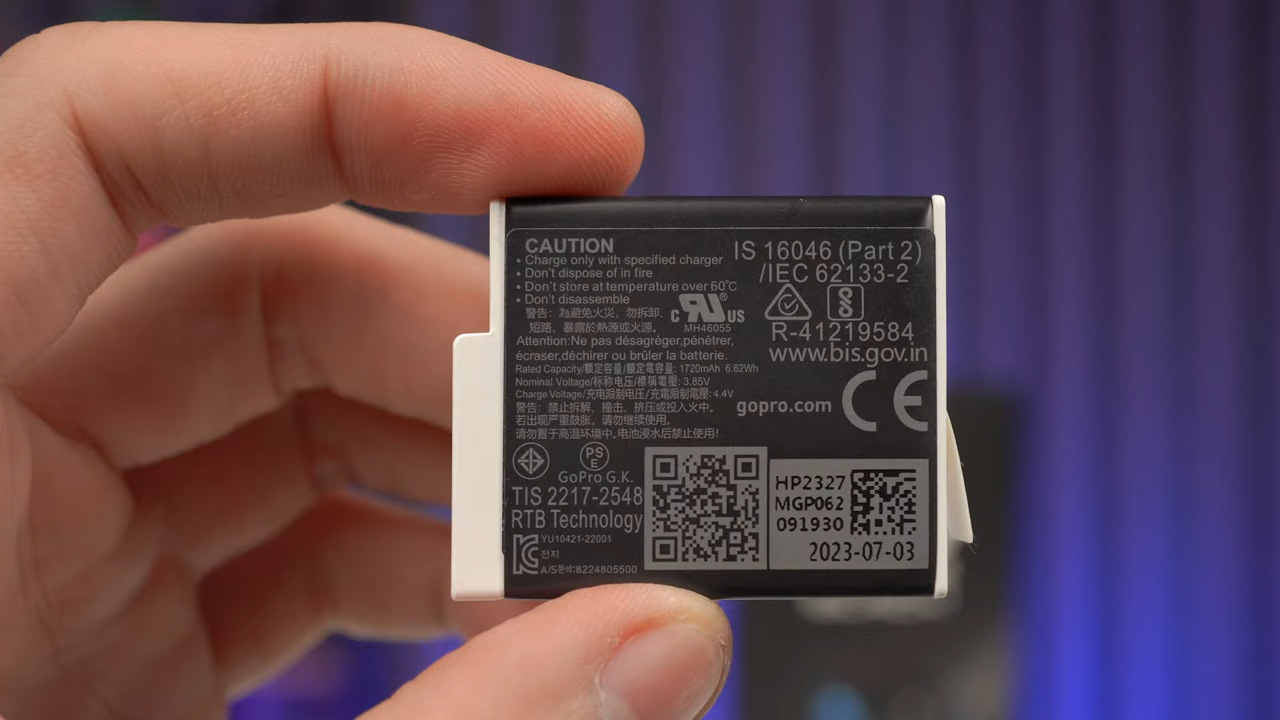 CAUTION
• Charge only with specified charger
• Don't dispose of in fire
• Don't store at temperature over 60℃
• Don't disassemble
警告: 為避免火災, 勿拆卸、
短路、暴露於熱源或火源。
Attention:Ne pas désagréger,pénétrer,
écraser,déchirer ou brûler la batterie.
Rated Capacity/额定容量/額定電容量: 1720mAh 6.62Wh
Nominal Voltage/标称电压/標稱電壓: 3.85V
Charge Voltage/充电限制电压/充電限制電壓: 4.4V
警告: 禁止拆解、撞击、挤压或投入火中。
若出现严重鼓胀, 请勿继续使用。
请勿置于高温环境中, 电池浸水后禁止使用!
C RU ® US
MH46055
IS 16046 (Part 2)
/IEC 62133-2
R-41219584
www.bis.gov.in
gopro.com
CE
PS
E
GoPro G.K.
TIS 2217-2548
RTB Technology
YU10421-22001
전지
A/S문의:8224805500
HP2327
MGP062
091930
2023-07-03